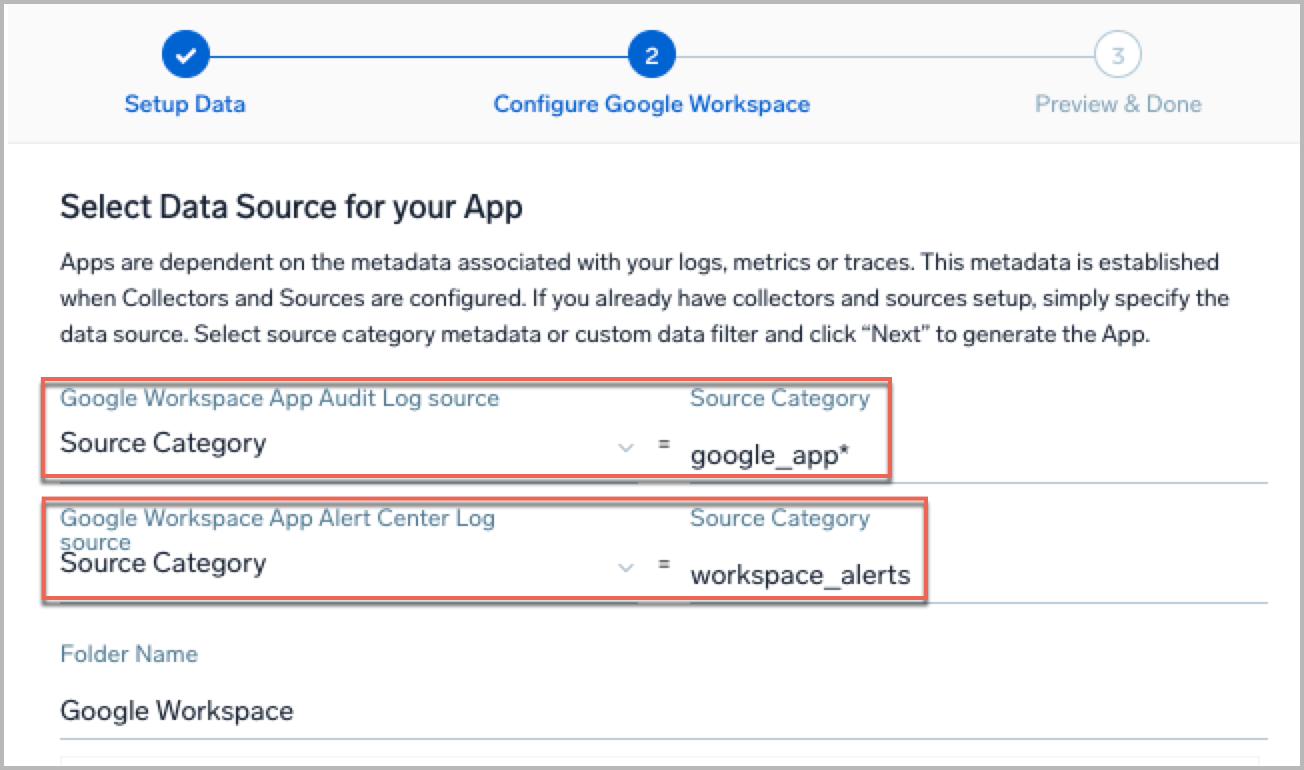 2
3
Setup Data
Configure Google Workspace
Preview & Done
Select Data Source for your App
Apps are dependent on the metadata associated with your logs, metrics or traces. This metadata is established
when Collectors and Sources are configured. If you already have collectors and sources setup, simply specify the
data source. Select source category metadata or custom data filter and click “Next” to generate the App.
Google Workspace App Audit Log source
Source Category
Source Category
=
google_app*
Google Workspace App Alert Center Log
source
Source Category
Source Category
=
workspace_alerts
Folder Name
Google Workspace